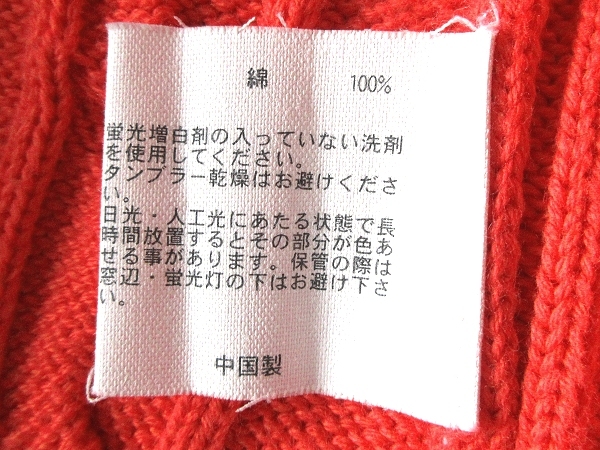 綿 100%
蛍光増白剤の入っていない洗剤
を使用してください。
タンブラー乾燥はお避けくださ
い。
日光・人工光にあたる状態で長
時間放置するとその部分が色あ
せる事があります。保管の際は
窓辺・蛍光灯の下はお避け下さ
い。
中国製